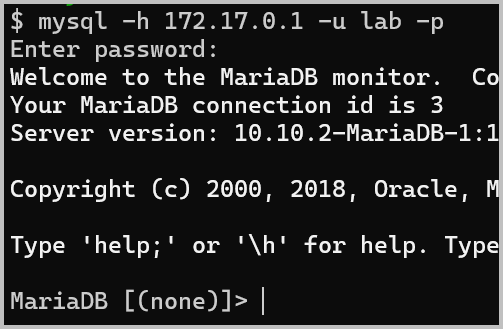 $ mysql -h 172.17.0.1 -u lab -p
Enter password:
Welcome to the MariaDB monitor.  Co
Your MariaDB connection id is 3
Server version: 10.10.2-MariaDB-1:1
Copyright (c) 2000, 2018, Oracle, M
Type 'help;' or '\h' for help. Type
MariaDB [(none)]>